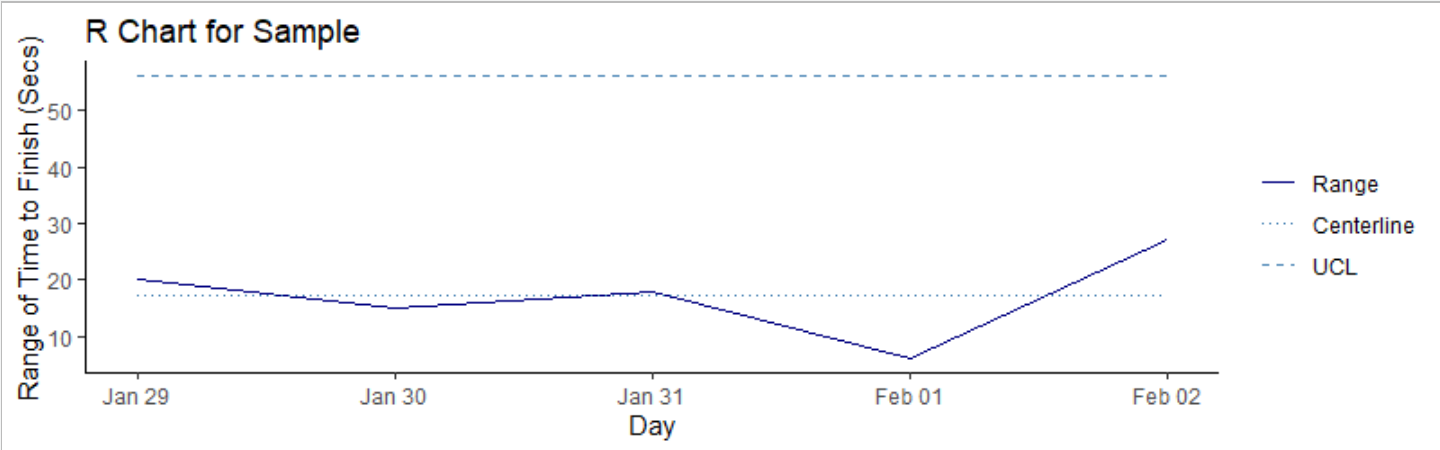 R Chart for Sample
Range of Time to Finish (Secs)
50
40
30
20
10
Jan 29 Jan 30 Jan 31 Feb 01 Feb 02
Day
Range
Centerline
UCL